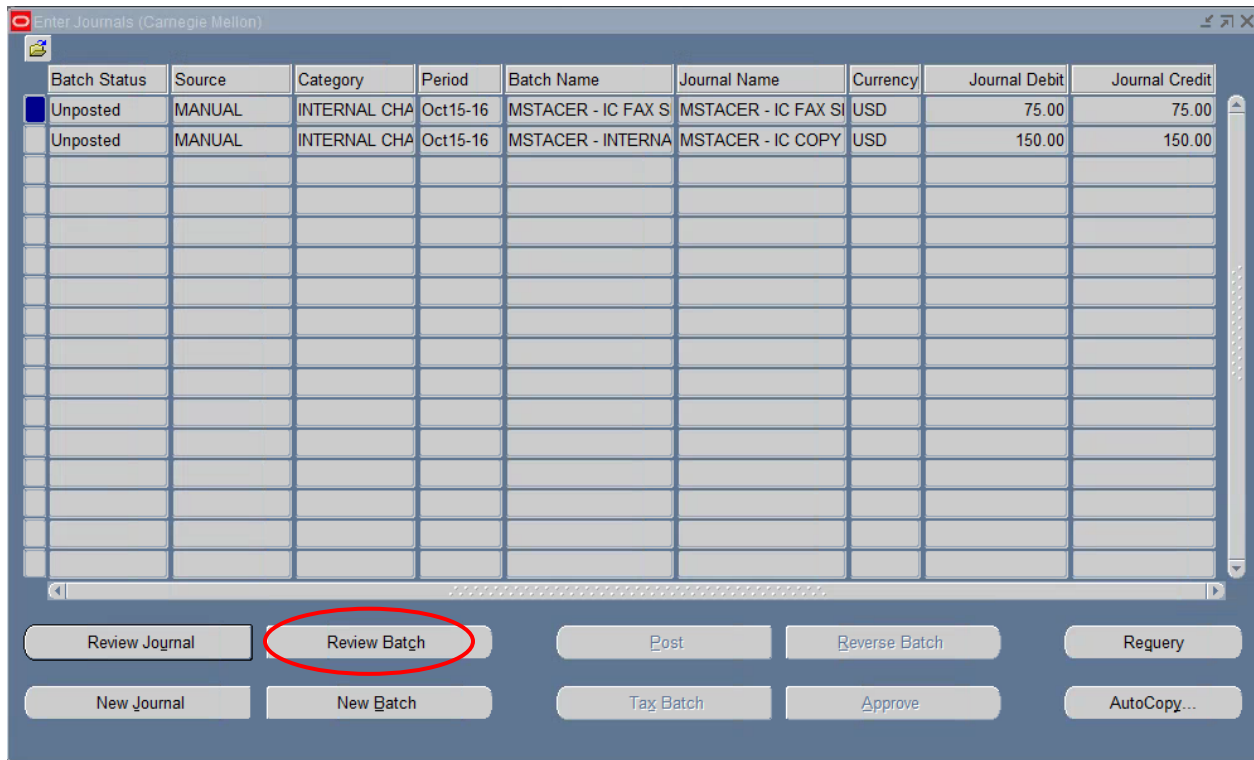 Enter Journals (Carnegie Mellon)
Batch Status Source Category Period Batch Name Journal Name Currency Journal Debit Journal Credit
Unposted MANUAL INTERNAL CHA Oct15-16 MSTACER - IC FAX S MSTACER - IC FAX SI USD 75.00 75.00
Unposted MANUAL INTERNAL CHA Oct15-16 MSTACER - INTERNA MSTACER - IC COPY USD 150.00 150.00
Review Journal Review Batch Post Reverse Batch Requery
New Journal New Batch Tax Batch Approve AutoCopy...